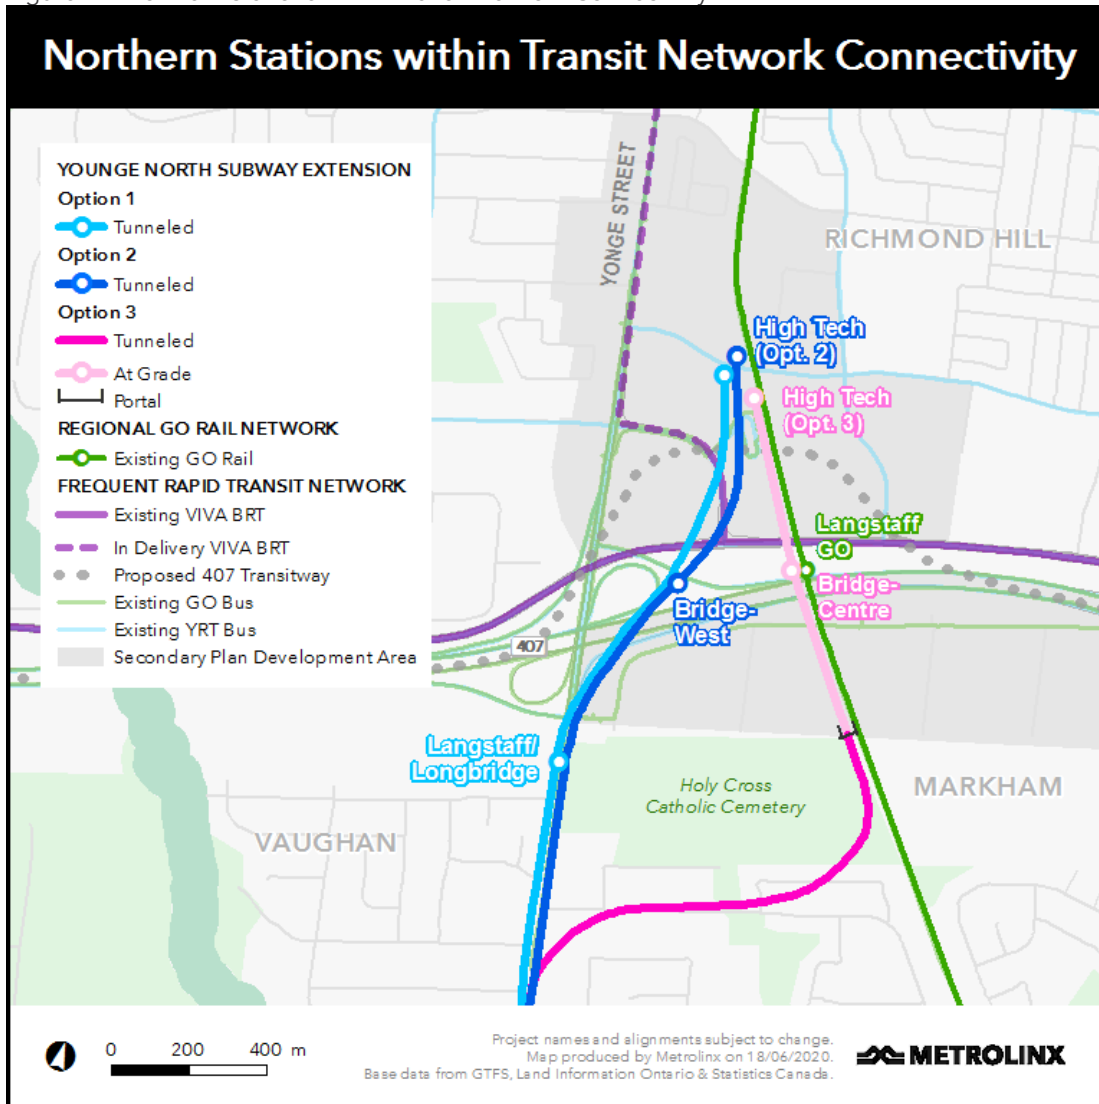 Northern Stations within Transit Network Connectivity
YOUNGE NORTH SUBWAY EXTENSION
Option 1
Tunneled
Option 2
Tunneled
Option 3
Tunneled
At Grade
Portal
REGIONAL GO RAIL NETWORK
Existing GO Rail
FREQUENT RAPID TRANSIT NETWORK
Existing VIVA BRT
In Delivery VIVA BRT
Proposed 407 Transitway
Existing GO Bus
Existing YRT Bus
Secondary Plan Development Area
YONGE STREET
RICHMOND HILL
High Tech
(Opt. 2)
High Tech
(Opt. 3)
Langstaff
GO
Bridge-
Centre
Bridge-
West
407
Langstaff/
Longbridge
Holy Cross
Catholic Cemetery
MARKHAM
VAUGHAN
0 200 400 m
Project names and alignments subject to change.
Map produced by Metrolinx on 18/06/2020.
Base data from GTFS, Land Information Ontario & Statistics Canada.
METROLINX